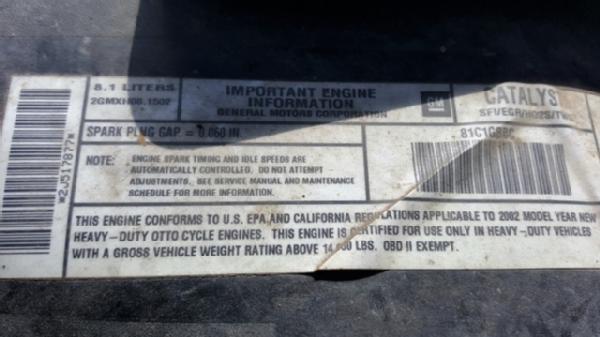 8.1 LITERS
2GMXH08.1502
IMPORTANT ENGINE
INFORMATION
GENERAL MOTORS CORPORATION
GM
CATALYST
SPARK PLUG GAP = 0.060 IN.
NOTE: ENGINE SPARK TIMING AND IDLE SPEEDS ARE
AUTOMATICALLY CONTROLLED. DO NOT ATTEMPT
ADJUSTMENTS. SEE SERVICE MANUAL AND MAINTENANCE
SCHEDULE FOR MORE INFORMATION.
THIS ENGINE CONFORMS TO U.S. EPA AND CALIFORNIA REGULATIONS APPLICABLE TO 2002 MODEL YEAR NEW
HEAVY-DUTY OTTO CYCLE ENGINES. THIS ENGINE IS CERTIFIED FOR USE ONLY IN HEAVY-DUTY VEHICLES
WITH A GROSS VEHICLE WEIGHT RATING ABOVE LBS. OBD II EXEMPT.
*2J517877*